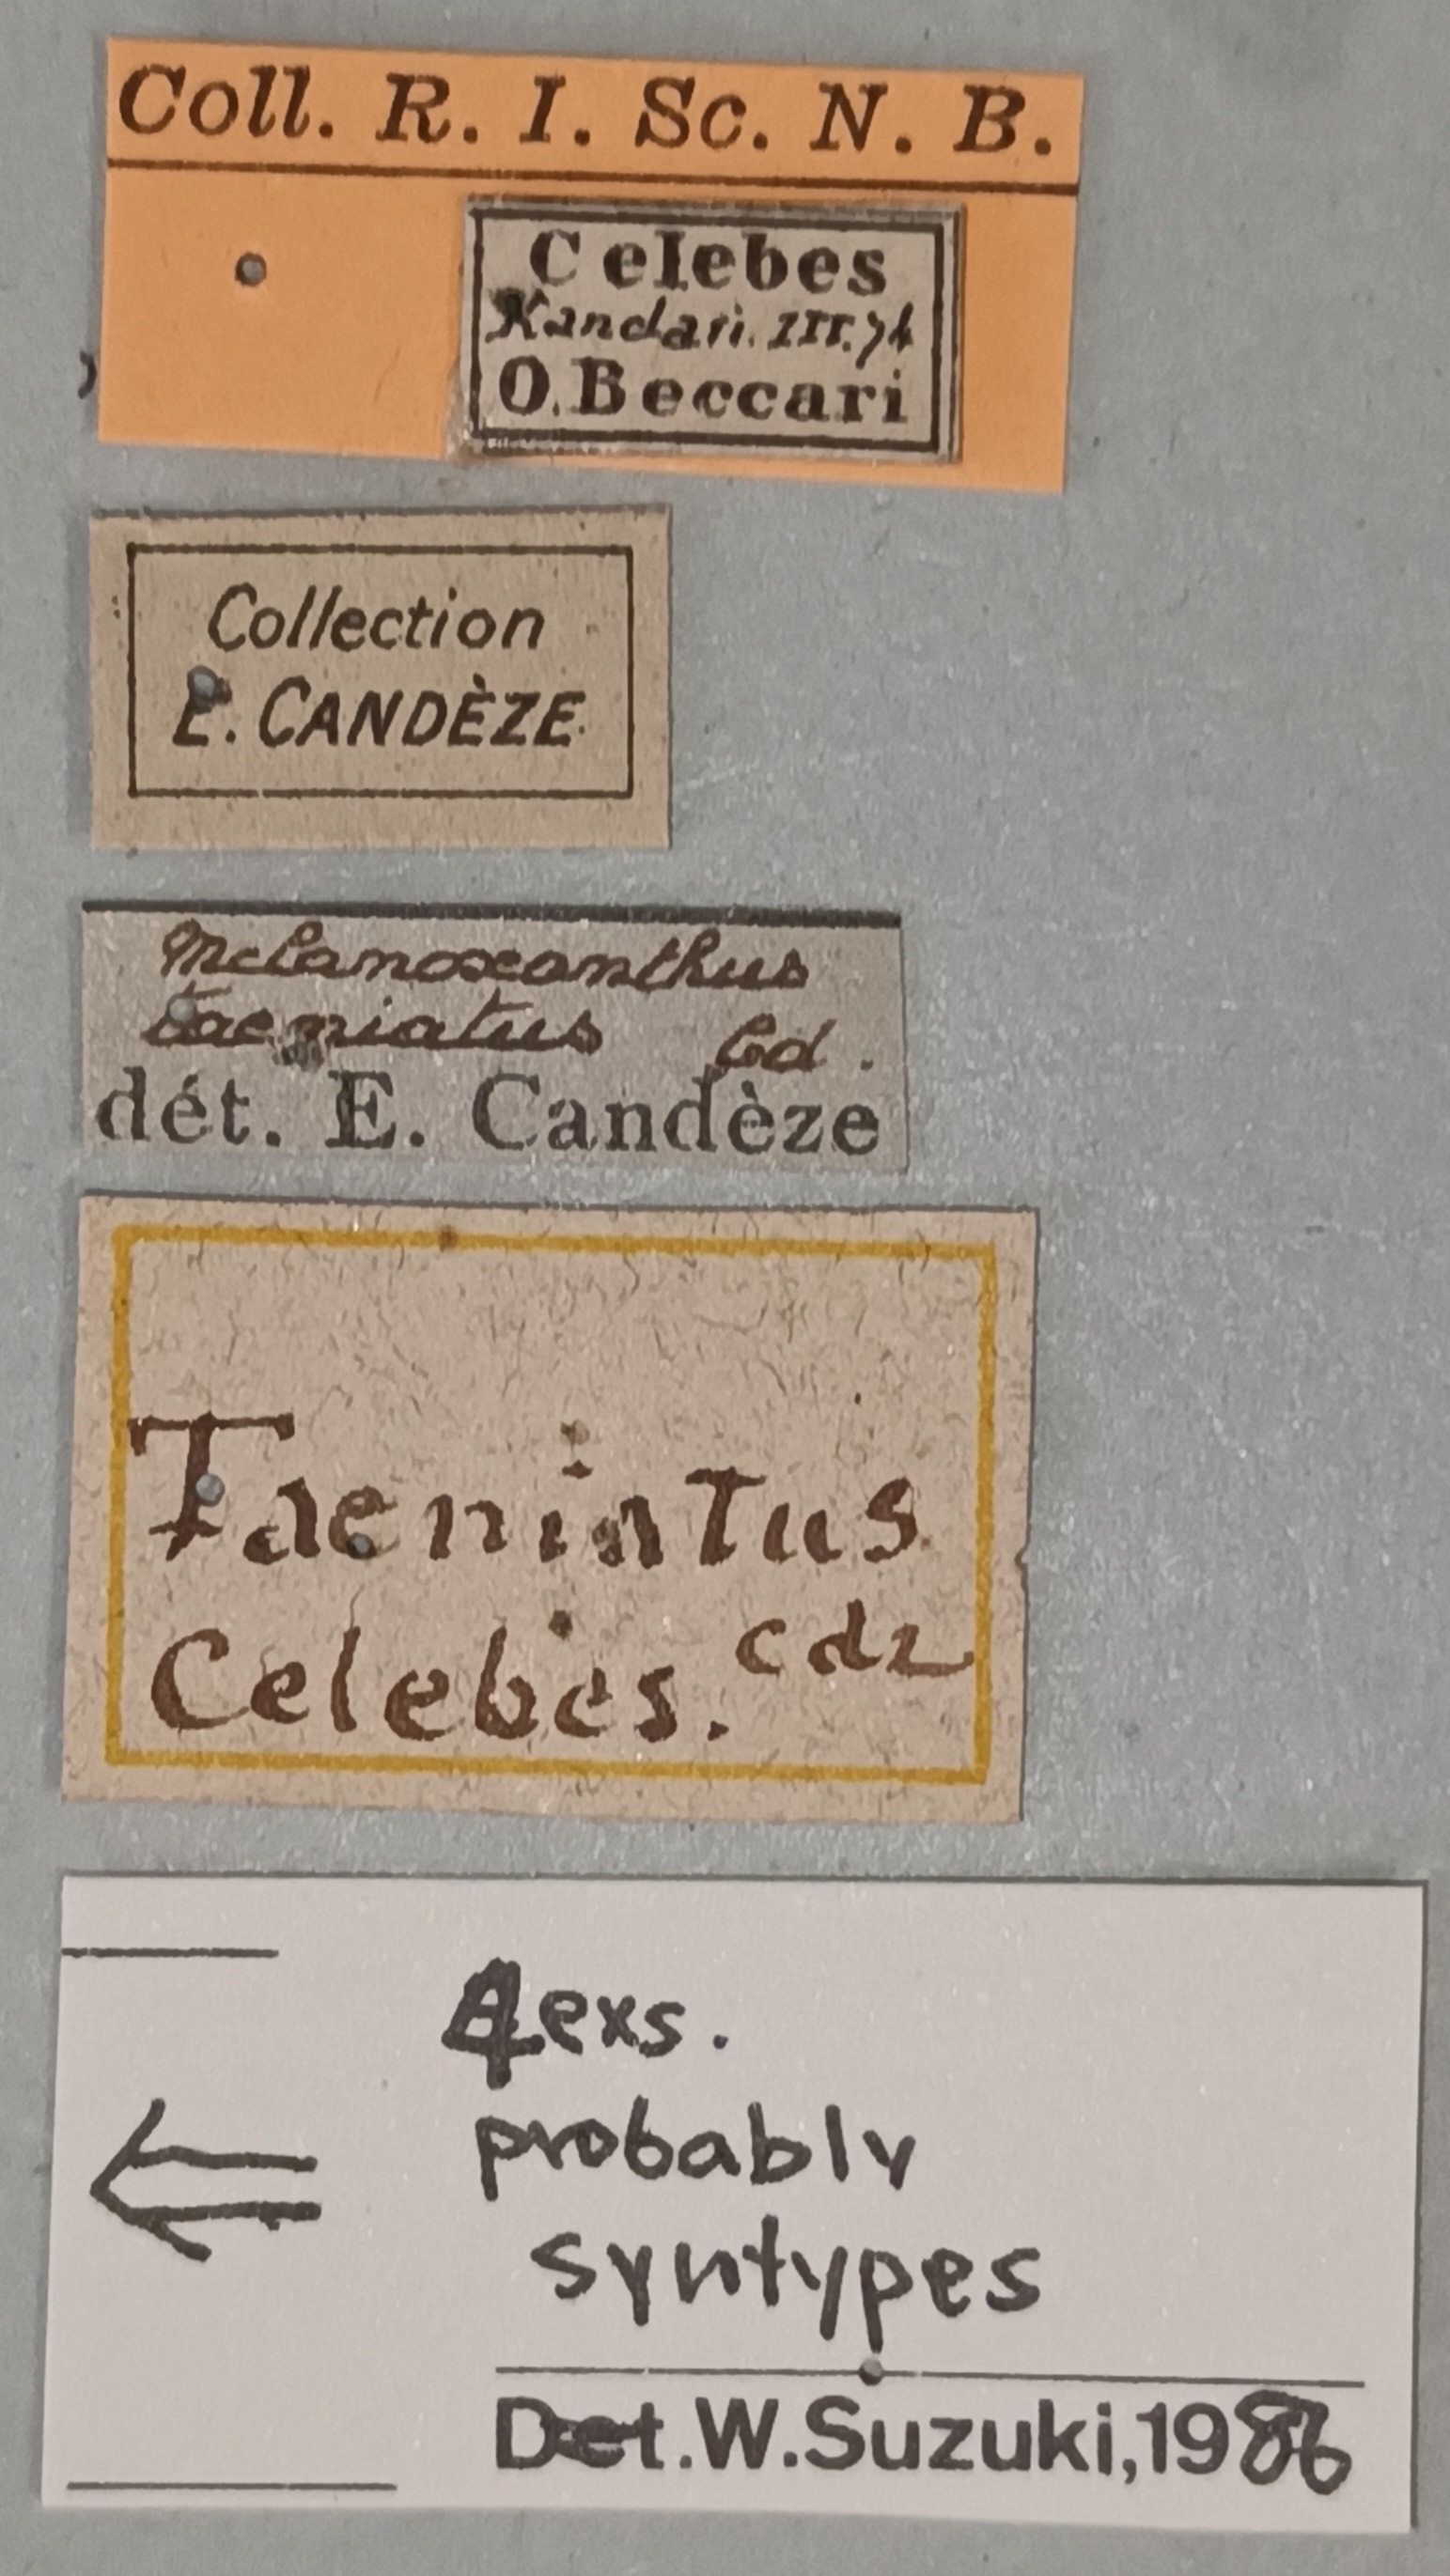 Coll. R. I. Sc. N. B.
Celebes
Kandari. III. 74
O. Beccari
Collection
E. CANDÈZE
Melanoxanthus
taeniatus Cd.
dét. E. Candèze
Taeniatus
Celebes. cdz
4exs.
probably
syntypes
Det. W. Suzuki, 1986